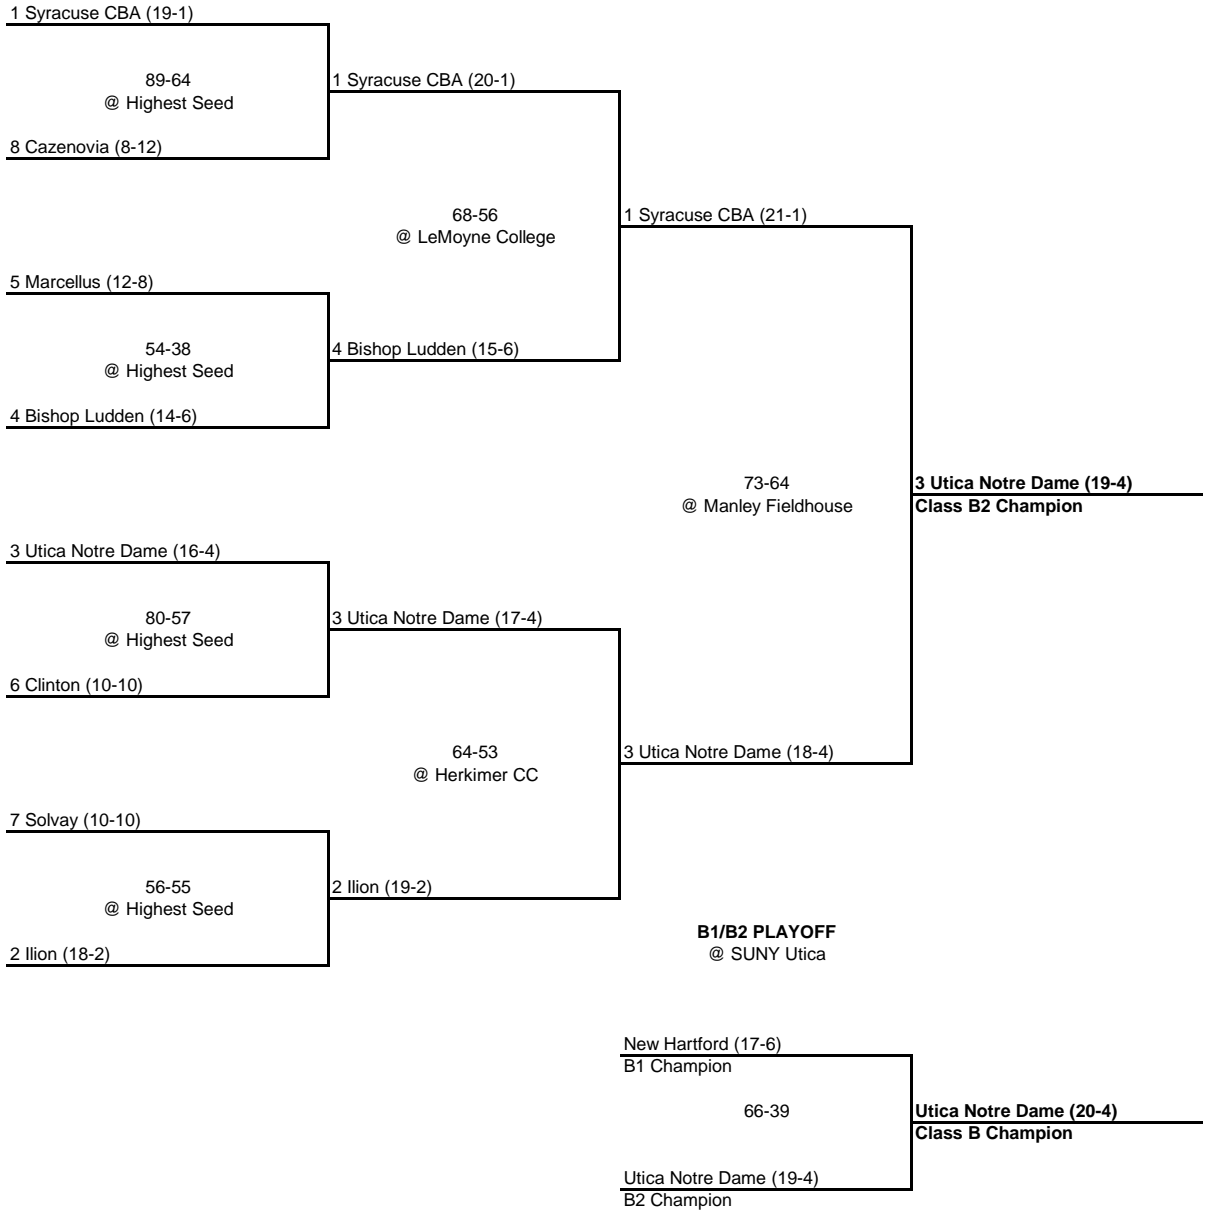 1 Syracuse CBA (19-1)
89-64
@ Highest Seed
1 Syracuse CBA (20-1)
8 Cazenovia (8-12)
68-56
@ LeMoyne College
1 Syracuse CBA (21-1)
5 Marcellus (12-8)
54-38
@ Highest Seed
4 Bishop Ludden (15-6)
4 Bishop Ludden (14-6)
73-64
@ Manley Fieldhouse
3 Utica Notre Dame (19-4)
Class B2 Champion
3 Utica Notre Dame (16-4)
80-57
@ Highest Seed
3 Utica Notre Dame (17-4)
6 Clinton (10-10)
64-53
@ Herkimer CC
3 Utica Notre Dame (18-4)
7 Solvay (10-10)
56-55
@ Highest Seed
2 Ilion (19-2)
2 Ilion (18-2)
B1/B2 PLAYOFF
@ SUNY Utica
New Hartford (17-6)
B1 Champion
66-39
Utica Notre Dame (20-4)
Class B Champion
Utica Notre Dame (19-4)
B2 Champion